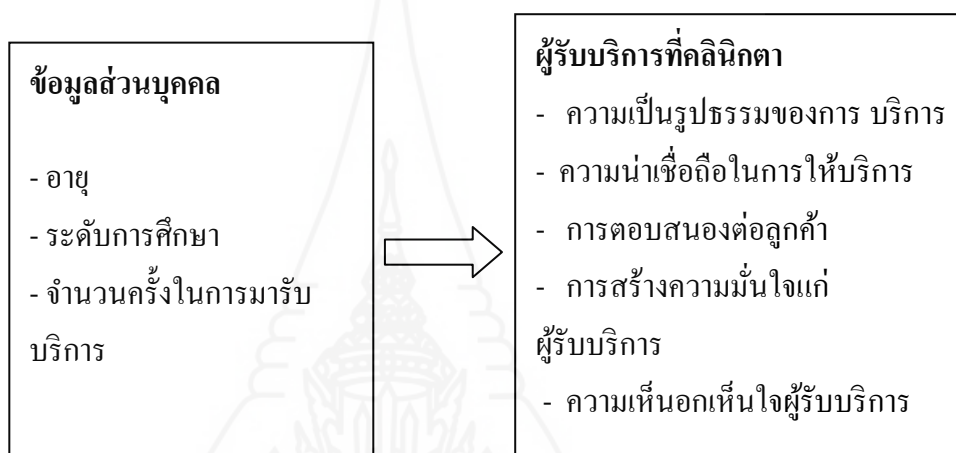 ข้อมูลส่วนบุคคล
- อายุ
- ระดับการศึกษา
- จำนวนครั้งในการมารับ
บริการ
ผู้รับบริการที่คลินิกตา
- ความเป็นรูปธรรมของการ บริการ
- ความน่าเชื่อถือในการให้บริการ
- การตอบสนองต่อลูกค้า
- การสร้างความมั่นใจแก่
ผู้รับบริการ
- ความเห็นอกเห็นใจผู้รับบริการ